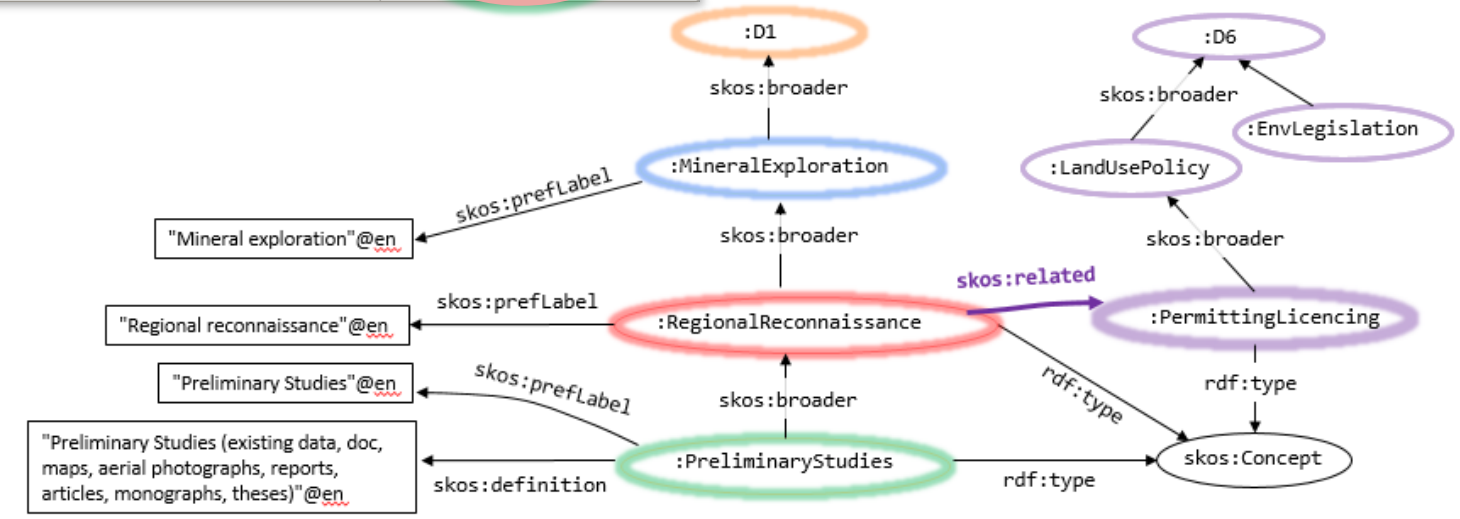 :D1
:D6
skos:broader
skos:broader
:EnvLegislation
:MineralExploration
:LandUsePolicy
skos:prefLabel
"Mineral exploration"@en
skos:broader
skos:broader
skos:related
skos:prefLabel
"Regional reconnaissance"@en
:RegionalReconnaissance
:PermittingLicencing
"Preliminary Studies"@en
skos:prefLabel
skos:broader
rdf:type
rdf:type
"Preliminary Studies (existing data, doc,
maps, aerial photographs, reports,
articles, monographs, theses)"@en
skos:definition
:PreliminaryStudies
rdf:type
skos:Concept